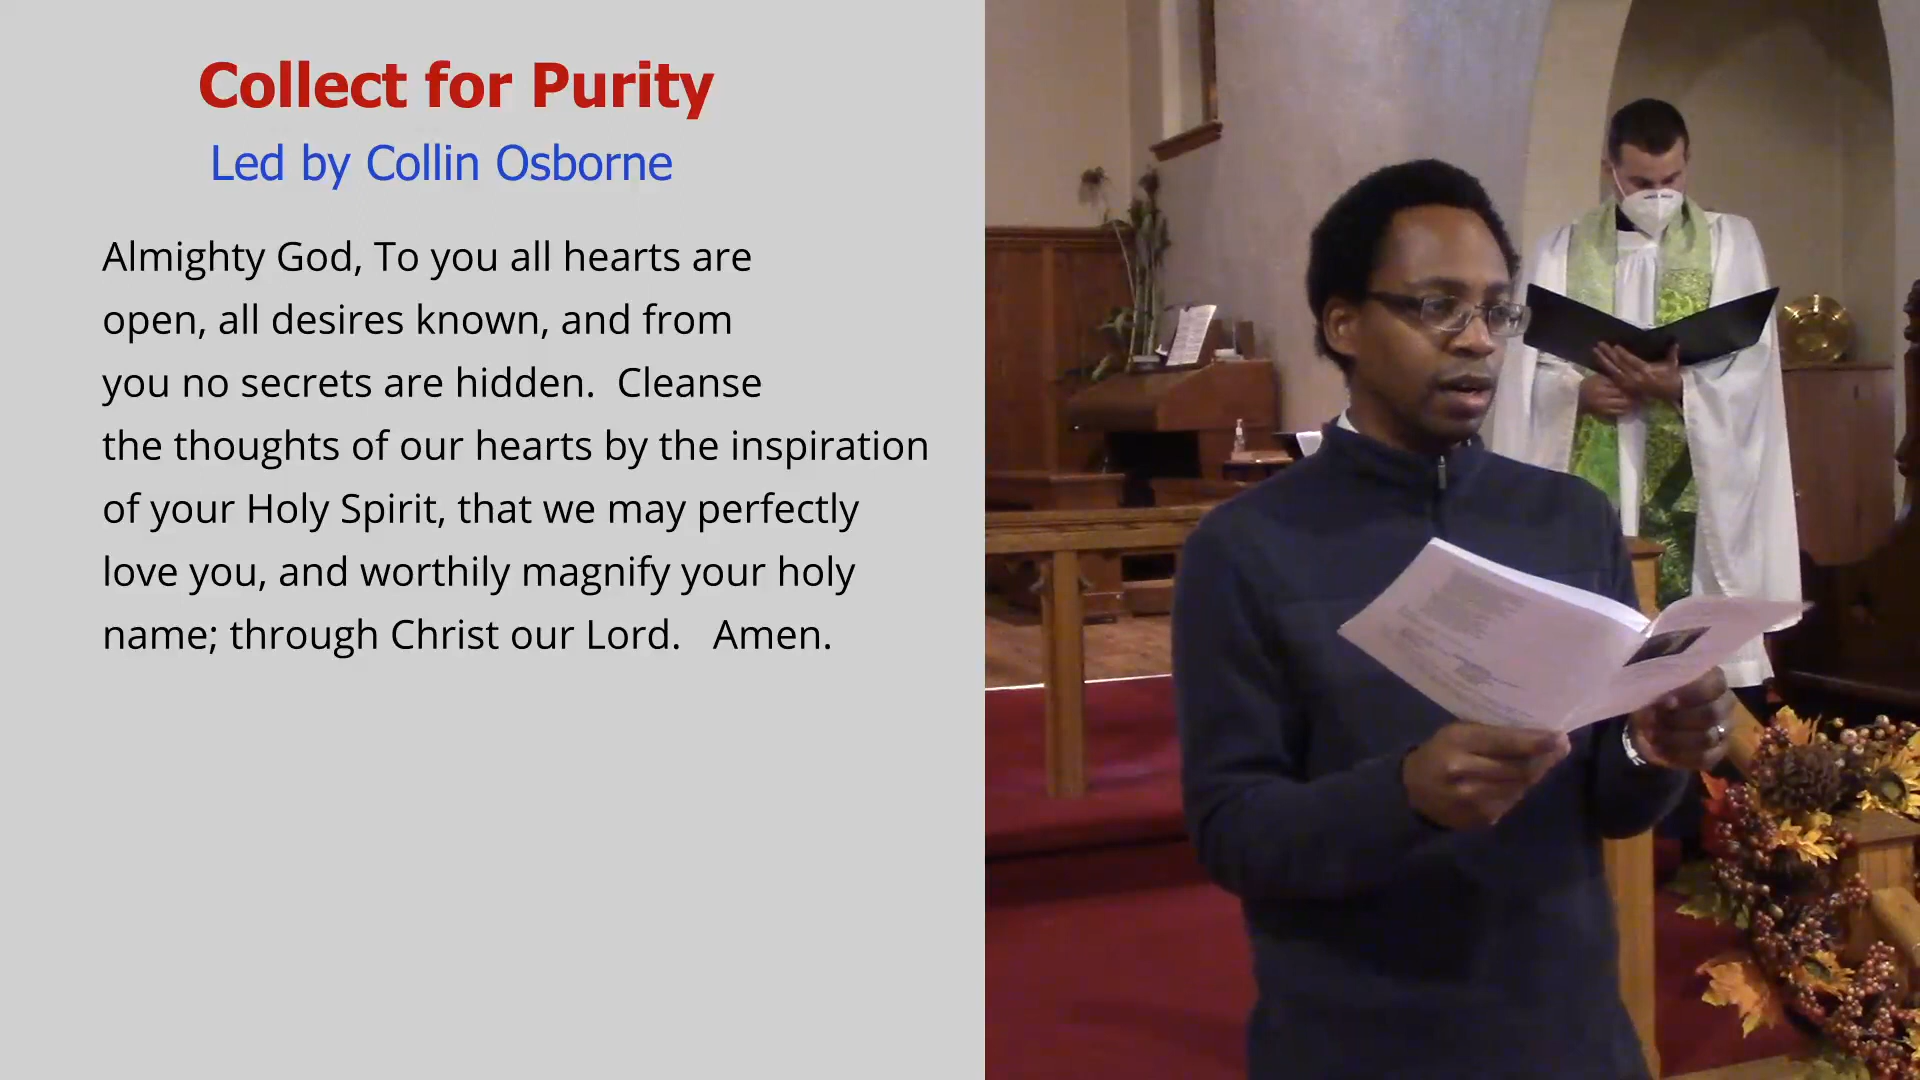 Collect for Purity
Led by Collin Osborne
Almighty God, To you all hearts are
open, all desires known, and from
you no secrets are hidden.  Cleanse
the thoughts of our hearts by the inspiration
of your Holy Spirit, that we may perfectly
love you, and worthily magnify your holy
name; through Christ our Lord.   Amen.